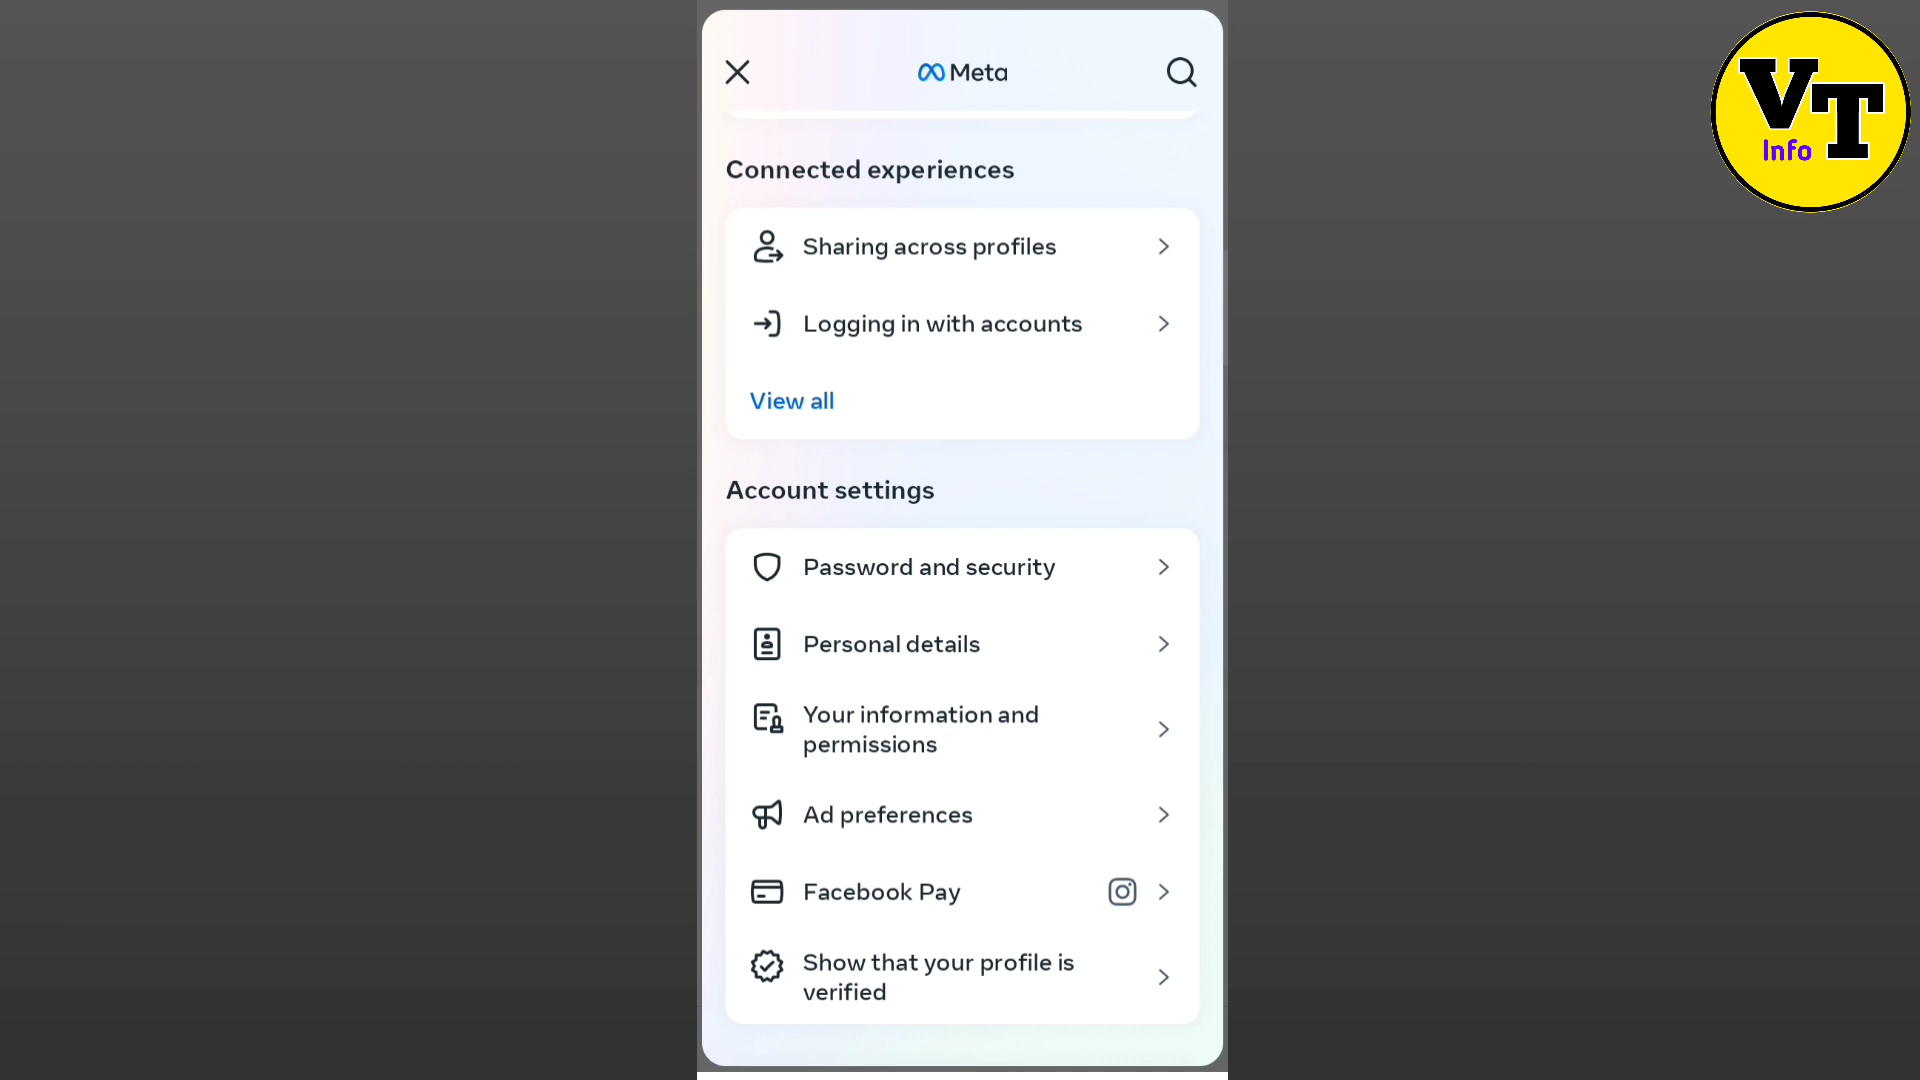 Meta
VT
Info
Connected experiences
Sharing across profiles
Logging in with accounts
View all
Account settings
Password and security
Personal details
Your information and
permissions
Ad preferences
Facebook Pay
Show that your profile is
verified